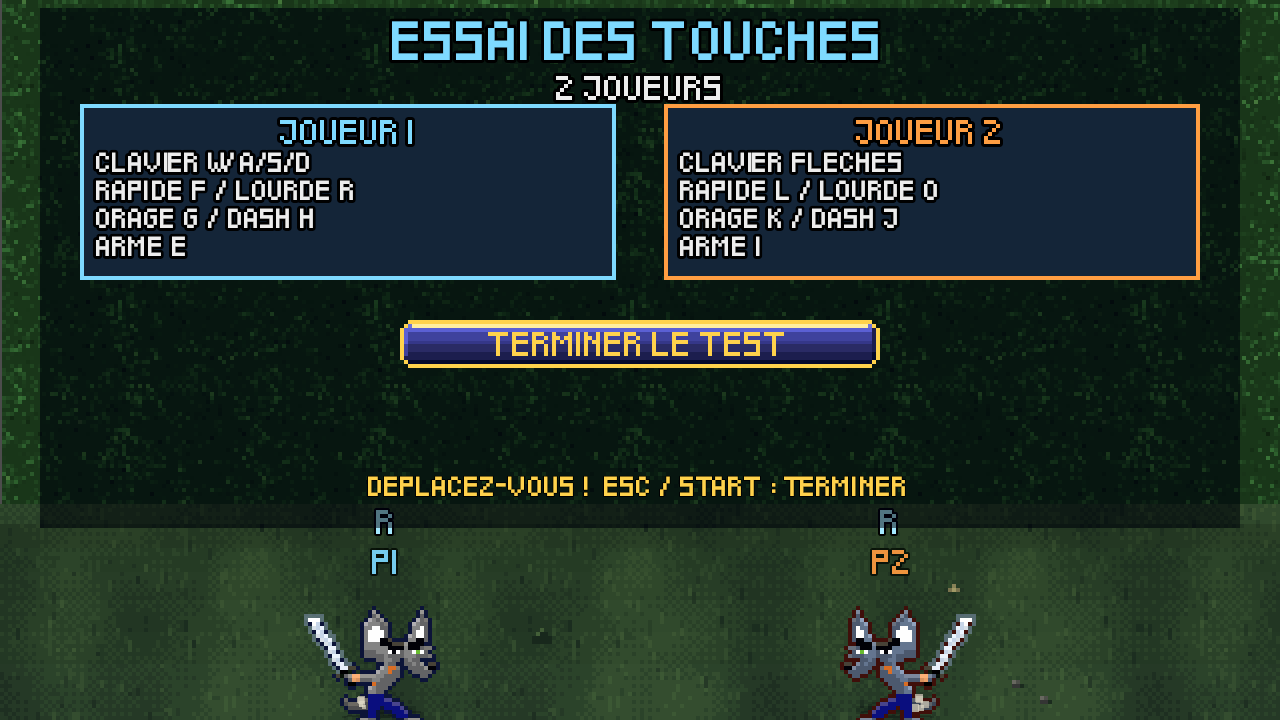 ESSAI DES TOUCHES
2 JOUEURS
JOUEUR 1
CLAVIER W/A/S/D
RAPIDE F / LOURDE R
ORAGE G / DASH H
ARME E
JOUEUR 2
CLAVIER FLECHES
RAPIDE L / LOURDE O
ORAGE K / DASH J
ARME I
TERMINER LE TEST
DEPLACEZ-VOUS ! ESC / START : TERMINER
R R
P1 P2